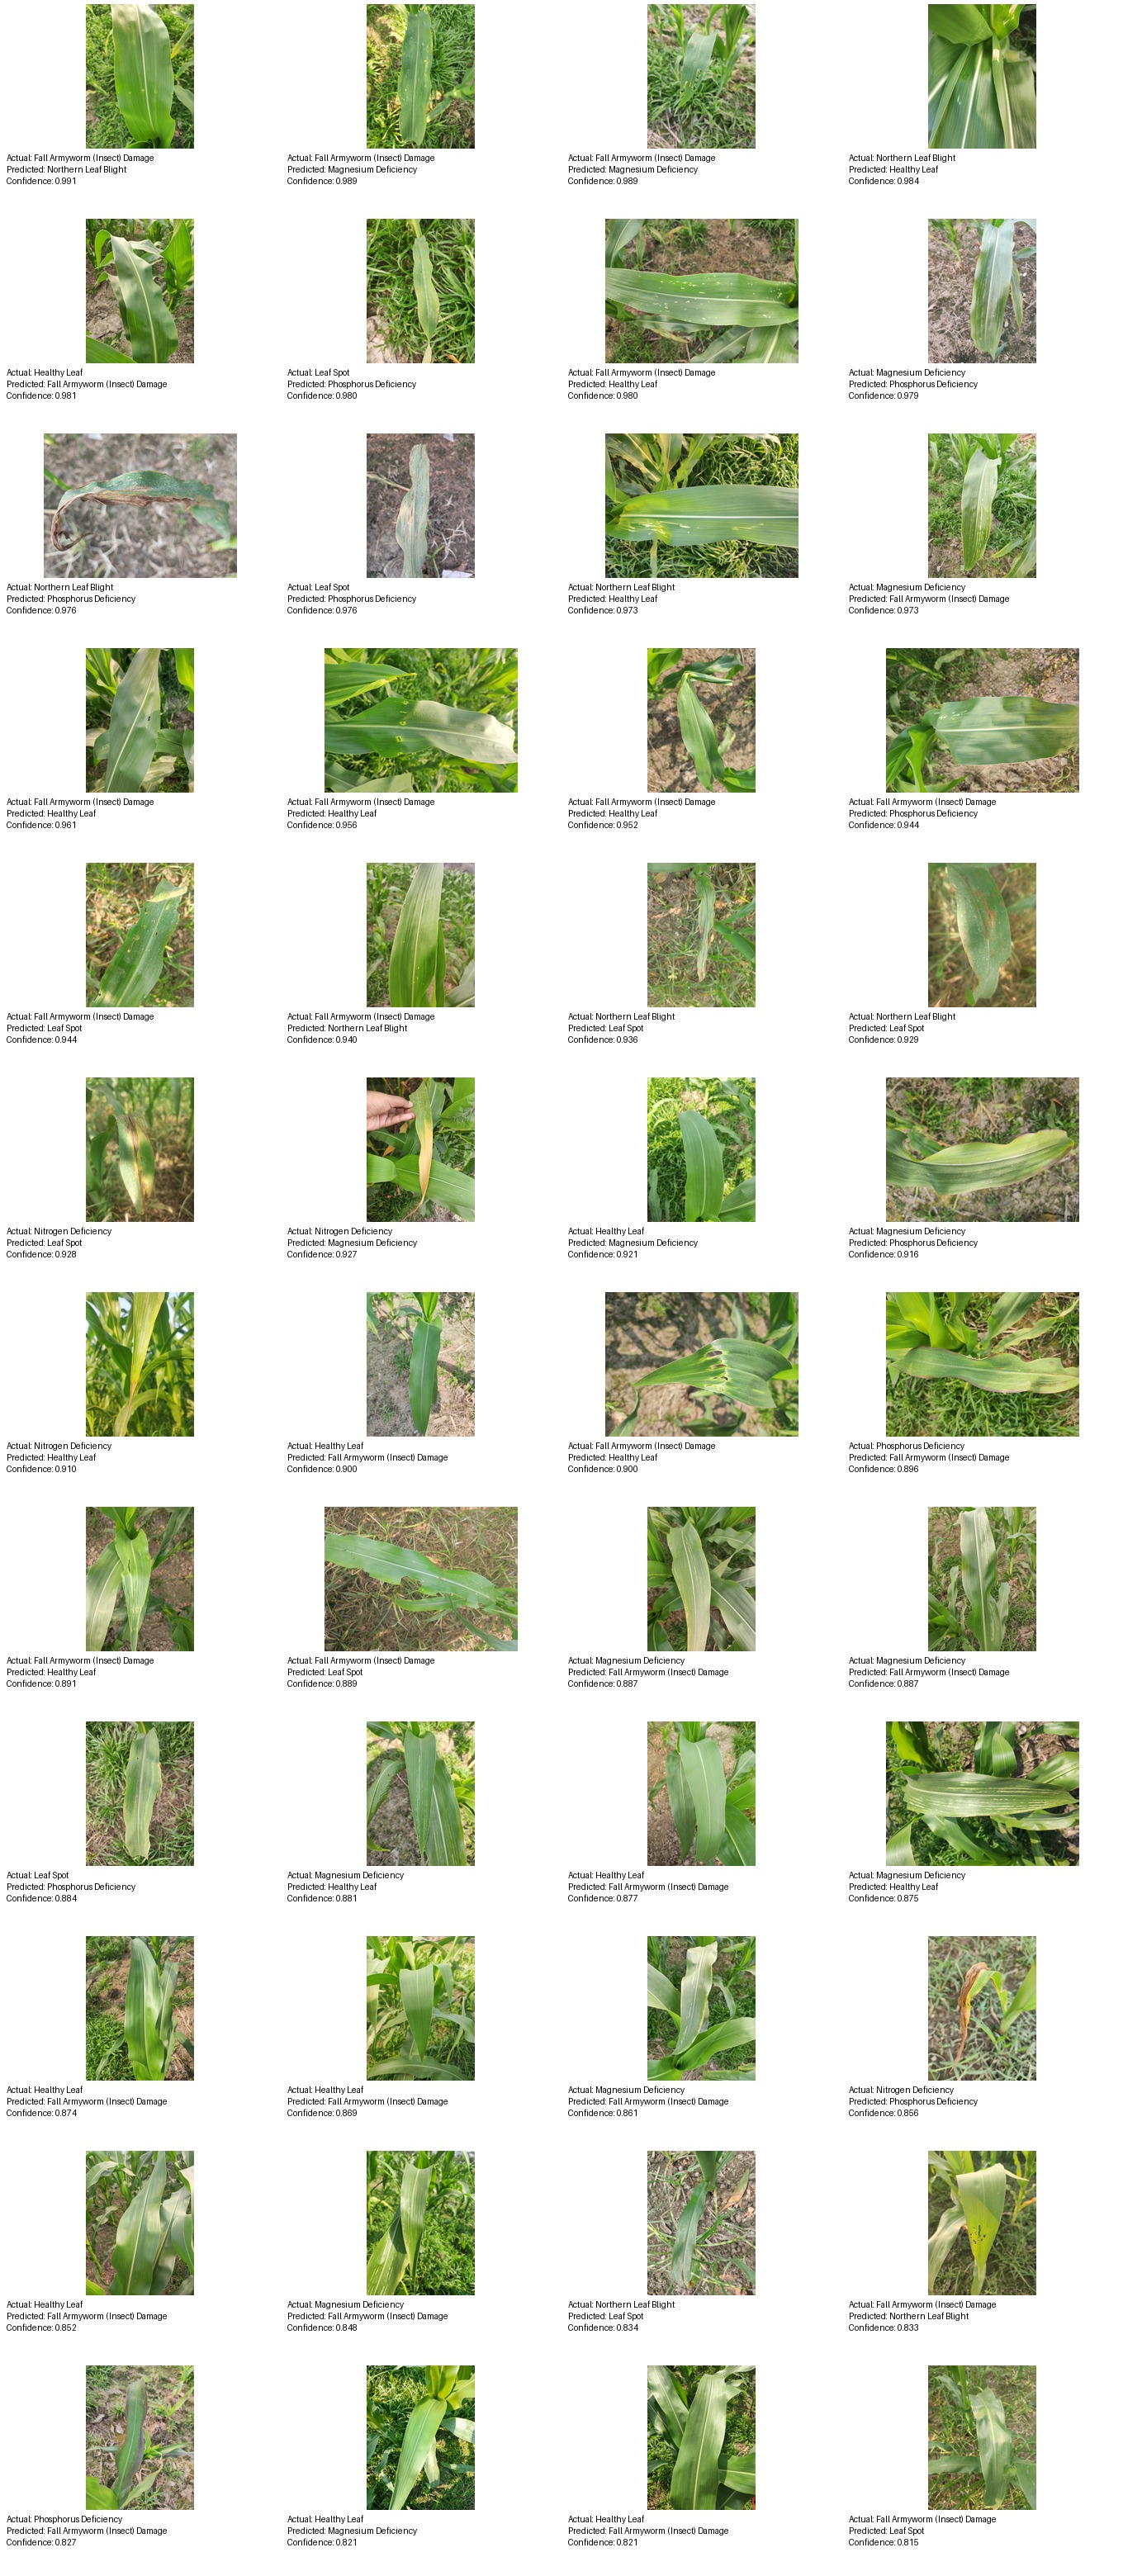 Actual: Fall Armyworm (Insect) Damage
Predicted: Northern Leaf Blight
Confidence: 0.991
Actual: Fall Armyworm (Insect) Damage
Predicted: Magnesium Deficiency
Confidence: 0.989
Actual: Fall Armyworm (Insect) Damage
Predicted: Magnesium Deficiency
Confidence: 0.989
Actual: Northern Leaf Blight
Predicted: Healthy Leaf
Confidence: 0.984
Actual: Healthy Leaf
Predicted: Fall Armyworm (Insect) Damage
Confidence: 0.981
Actual: Leaf Spot
Predicted: Phosphorus Deficiency
Confidence: 0.980
Actual: Fall Armyworm (Insect) Damage
Predicted: Healthy Leaf
Confidence: 0.980
Actual: Magnesium Deficiency
Predicted: Phosphorus Deficiency
Confidence: 0.979
Actual: Northern Leaf Blight
Predicted: Phosphorus Deficiency
Confidence: 0.976
Actual: Leaf Spot
Predicted: Phosphorus Deficiency
Confidence: 0.976
Actual: Northern Leaf Blight
Predicted: Healthy Leaf
Confidence: 0.973
Actual: Magnesium Deficiency
Predicted: Fall Armyworm (Insect) Damage
Confidence: 0.973
Actual: Fall Armyworm (Insect) Damage
Predicted: Healthy Leaf
Confidence: 0.961
Actual: Fall Armyworm (Insect) Damage
Predicted: Healthy Leaf
Confidence: 0.956
Actual: Fall Armyworm (Insect) Damage
Predicted: Healthy Leaf
Confidence: 0.952
Actual: Fall Armyworm (Insect) Damage
Predicted: Phosphorus Deficiency
Confidence: 0.944
Actual: Fall Armyworm (Insect) Damage
Predicted: Leaf Spot
Confidence: 0.944
Actual: Fall Armyworm (Insect) Damage
Predicted: Northern Leaf Blight
Confidence: 0.940
Actual: Northern Leaf Blight
Predicted: Leaf Spot
Confidence: 0.936
Actual: Northern Leaf Blight
Predicted: Leaf Spot
Confidence: 0.929
Actual: Nitrogen Deficiency
Predicted: Leaf Spot
Confidence: 0.928
Actual: Nitrogen Deficiency
Predicted: Magnesium Deficiency
Confidence: 0.927
Actual: Healthy Leaf
Predicted: Magnesium Deficiency
Confidence: 0.921
Actual: Magnesium Deficiency
Predicted: Phosphorus Deficiency
Confidence: 0.916
Actual: Nitrogen Deficiency
Predicted: Healthy Leaf
Confidence: 0.910
Actual: Healthy Leaf
Predicted: Fall Armyworm (Insect) Damage
Confidence: 0.900
Actual: Fall Armyworm (Insect) Damage
Predicted: Healthy Leaf
Confidence: 0.900
Actual: Phosphorus Deficiency
Predicted: Fall Armyworm (Insect) Damage
Confidence: 0.896
Actual: Fall Armyworm (Insect) Damage
Predicted: Healthy Leaf
Confidence: 0.891
Actual: Fall Armyworm (Insect) Damage
Predicted: Leaf Spot
Confidence: 0.889
Actual: Magnesium Deficiency
Predicted: Fall Armyworm (Insect) Damage
Confidence: 0.887
Actual: Magnesium Deficiency
Predicted: Fall Armyworm (Insect) Damage
Confidence: 0.887
Actual: Leaf Spot
Predicted: Phosphorus Deficiency
Confidence: 0.884
Actual: Magnesium Deficiency
Predicted: Healthy Leaf
Confidence: 0.881
Actual: Healthy Leaf
Predicted: Fall Armyworm (Insect) Damage
Confidence: 0.877
Actual: Magnesium Deficiency
Predicted: Healthy Leaf
Confidence: 0.875
Actual: Healthy Leaf
Predicted: Fall Armyworm (Insect) Damage
Confidence: 0.874
Actual: Healthy Leaf
Predicted: Fall Armyworm (Insect) Damage
Confidence: 0.869
Actual: Magnesium Deficiency
Predicted: Fall Armyworm (Insect) Damage
Confidence: 0.861
Actual: Nitrogen Deficiency
Predicted: Phosphorus Deficiency
Confidence: 0.856
Actual: Healthy Leaf
Predicted: Fall Armyworm (Insect) Damage
Confidence: 0.852
Actual: Magnesium Deficiency
Predicted: Fall Armyworm (Insect) Damage
Confidence: 0.848
Actual: Northern Leaf Blight
Predicted: Leaf Spot
Confidence: 0.834
Actual: Fall Armyworm (Insect) Damage
Predicted: Northern Leaf Blight
Confidence: 0.833
Actual: Phosphorus Deficiency
Predicted: Fall Armyworm (Insect) Damage
Confidence: 0.827
Actual: Healthy Leaf
Predicted: Magnesium Deficiency
Confidence: 0.821
Actual: Healthy Leaf
Predicted: Fall Armyworm (Insect) Damage
Confidence: 0.821
Actual: Fall Armyworm (Insect) Damage
Predicted: Leaf Spot
Confidence: 0.815